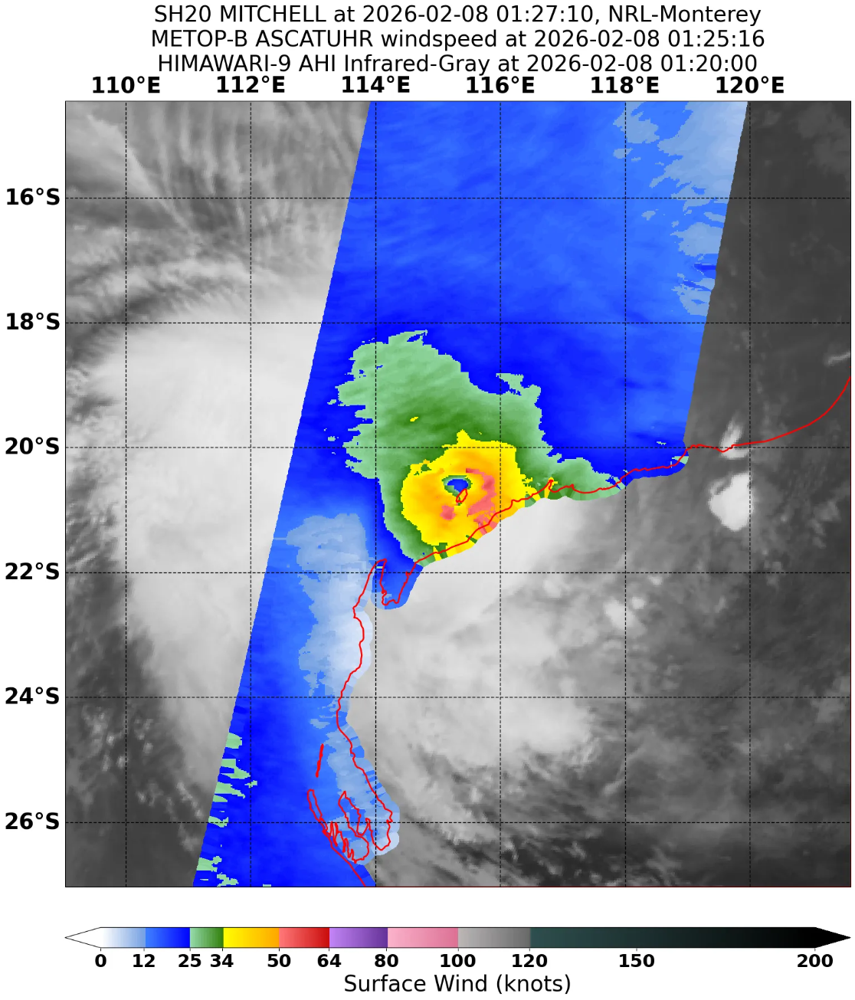 SH20 MITCHELL at 2026-02-08 01:27:10, NRL-Monterey
METOP-B ASCATUHR windspeed at 2026-02-08 01:25:16
HIMAWARI-9 AHI Infrared-Gray at 2026-02-08 01:20:00
110°E 112°E 114°E 116°E 118°E 120°E
16°S
18°S
20°S
22°S
24°S
26°S
0 12 25 34 50 64 80 100 120 150 200
Surface Wind (knots)